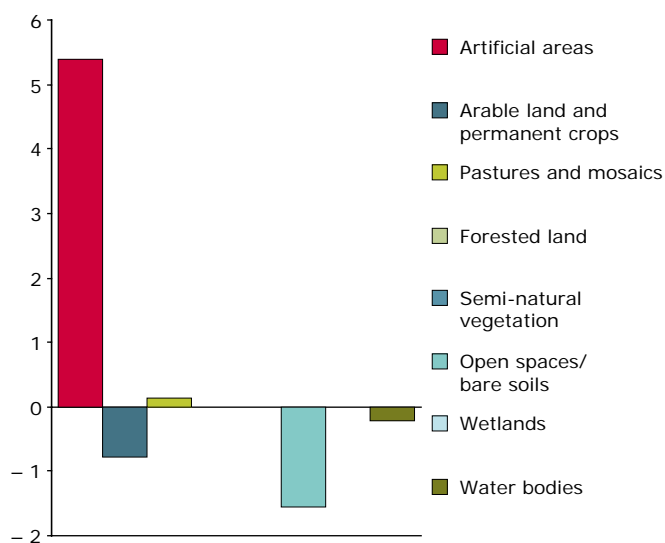 6
5
4
3
2
1
0
– 1
– 2
Artificial areas
Arable land and
permanent crops
Pastures and mosaics
Forested land
Semi-natural
vegetation
Open spaces/
bare soils
Wetlands
Water bodies